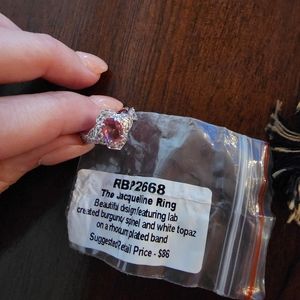 RB22668
The Jacqueline Ring
Beautiful design featuring lab
created burgundy spinel and white topaz
on a rhodium plated band
Suggested Retail Price - $86